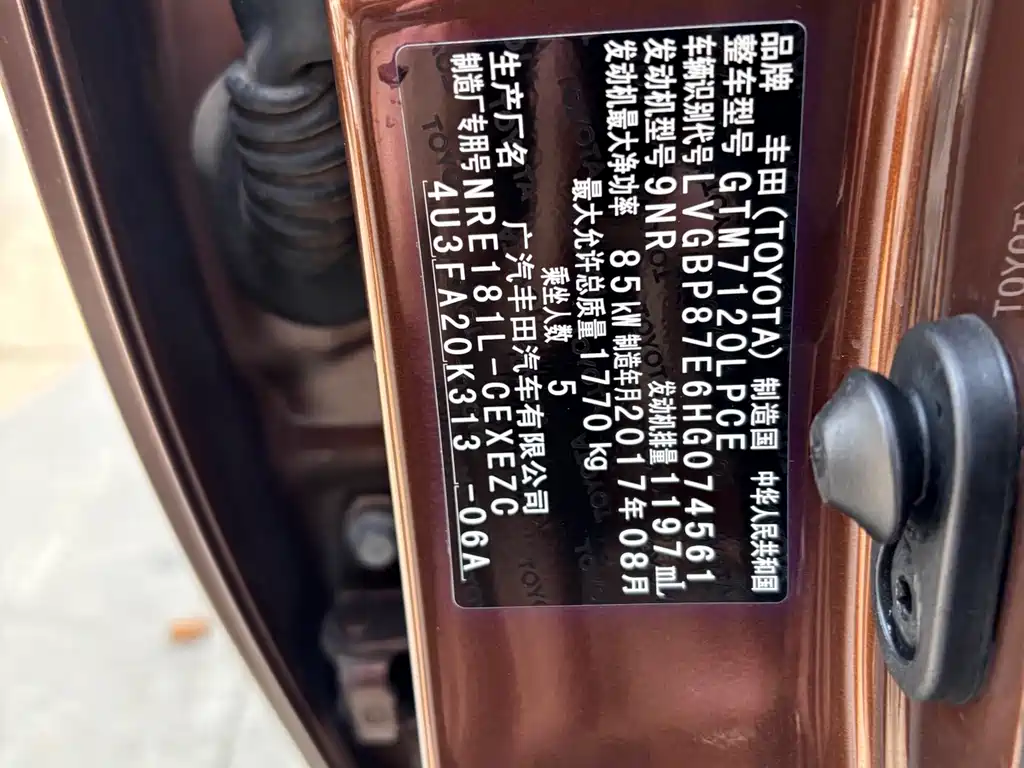 品牌 丰田(TOYOTA) 制造国 中华人民共和国
整车型号 GTM7120LPCE
车辆识别代号 LVGBP87E6HG074561
发动机型号 9NR 发动机排量 1197mL
发动机最大净功率 85kW 制造年月 2017年08月
最大允许总质量 1770kg
乘坐人数 5
生产厂名 广汽丰田汽车有限公司
制造厂专用号 NRE181L-CEXEZC
4U3FA20K313 -06A